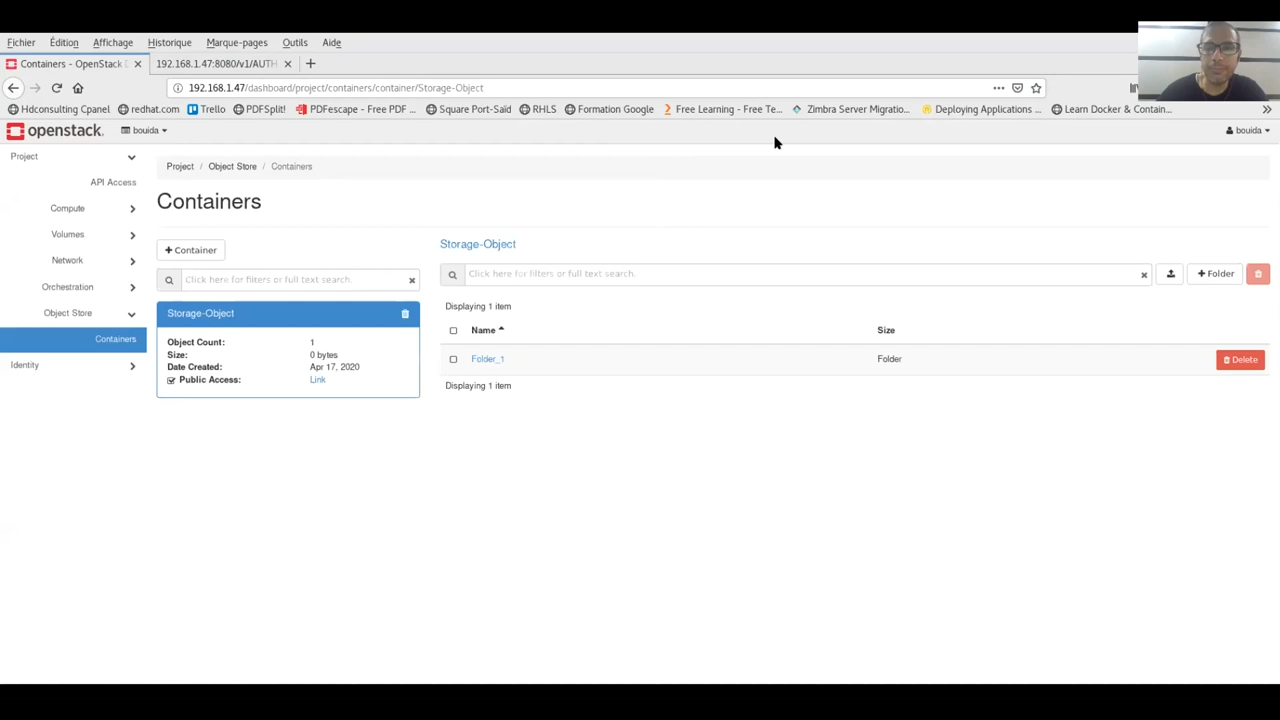 Fichier Édition Affichage Historique Marque-pages Outils Aide
Containers - OpenStack 192.168.1.47:8080/v1/AUTH
192.168.1.47/dashboard/project/containers/container/Storage-Object
Hdconsulting Cpanel redhat.com Trello PDFSplit! PDFescape - Free PDF ... Square Port-Saïd RHLS Formation Google Free Learning - Free Te... Zimbra Server Migratio... Deploying Applications ... Learn Docker & Contain...
openstack. bouida bouida
Project
API Access
Compute
Volumes
Network
Orchestration
Object Store
Containers
Identity
Project / Object Store / Containers
Containers
+ Container
Click here for filters or full text search.
Storage-Object
Object Count: 1
Size: 0 bytes
Date Created: Apr 17, 2020
Public Access: Link
Storage-Object
Click here for filters or full text search.
+ Folder
Displaying 1 item
Name Size
Folder_1 Folder Delete
Displaying 1 item